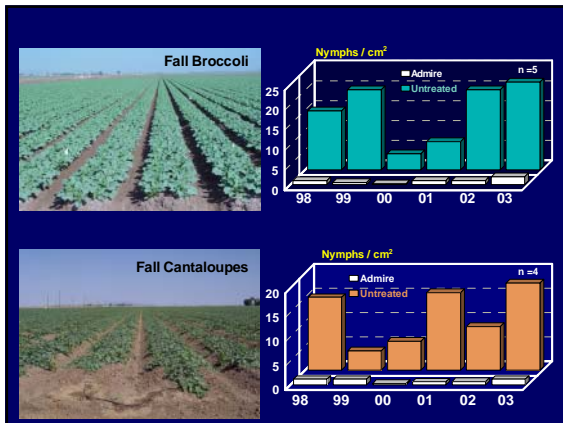 Fall Broccoli
Nymphs / cm²
n =5
Admire
Untreated
25
20
15
10
5
0
98 99 00 01 02 03
Fall Cantaloupes
Nymphs / cm²
n =4
Admire
Untreated
20
15
10
5
0
98 99 00 01 02 03